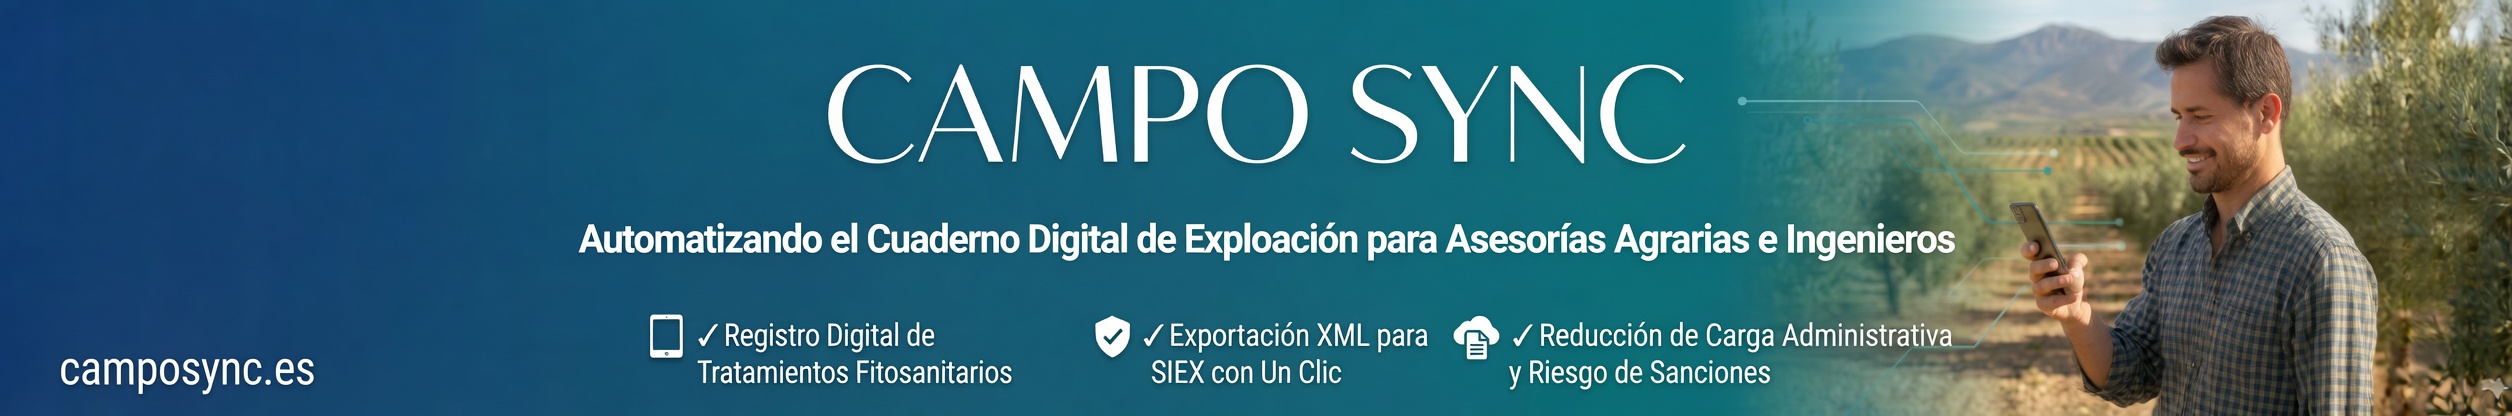 CAMPO SYNC
Automatizando el Cuaderno Digital de Exploación para Asesorías Agrarias e Ingenieros
✓ Registro Digital de
Tratamientos Fitosanitarios
✓ Exportación XML para
SIEX con Un Clic
✓ Reducción de Carga Administrativa
y Riesgo de Sanciones
camposync.es